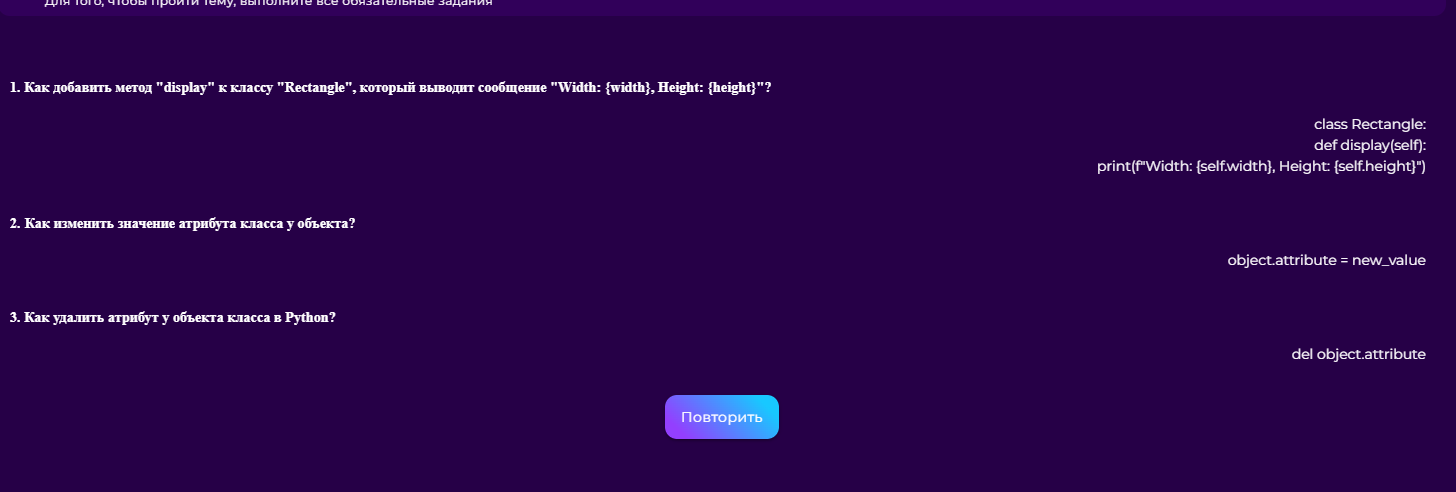 Для того, чтобы пройти тему, выполните все обязательные задания
1. Как добавить метод "display" к классу "Rectangle", который выводит сообщение "Width: {width}, Height: {height}"?
class Rectangle:
def display(self):
print(f"Width: {self.width}, Height: {self.height}")
2. Как изменить значение атрибута класса у объекта?
object.attribute = new_value
3. Как удалить атрибут у объекта класса в Python?
del object.attribute
Повторить